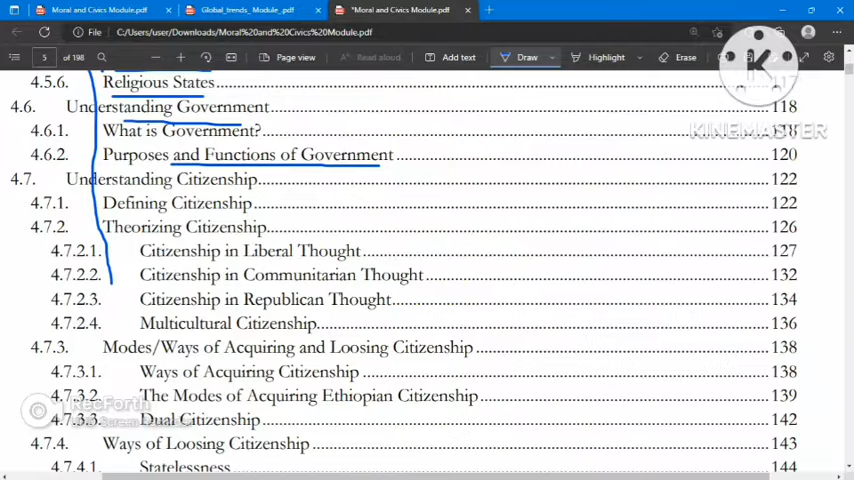 Moral and Civics Module.pdf
Global_trends_ Module_.pdf
*Moral and Civics Module.pdf
File
C:/Users/user/Downloads/Moral%20and%20Civics%20Module.pdf
5 of 198
Page view
Read aloud
Add text
Draw
Highlight
Erase
4.5.6. Religious States
4.6. Understanding Government 118
4.6.1. What is Government? 118
4.6.2. Purposes and Functions of Government 120
4.7. Understanding Citizenship 122
4.7.1. Defining Citizenship 122
4.7.2. Theorizing Citizenship 126
4.7.2.1. Citizenship in Liberal Thought 127
4.7.2.2. Citizenship in Communitarian Thought 132
4.7.2.3. Citizenship in Republican Thought 134
4.7.2.4. Multicultural Citizenship 136
4.7.3. Modes/Ways of Acquiring and Loosing Citizenship 138
4.7.3.1. Ways of Acquiring Citizenship 138
4.7.3.2. The Modes of Acquiring Ethiopian Citizenship 139
4.7.3.3. Dual Citizenship 142
4.7.4. Ways of Loosing Citizenship 143
4.7.4.1. Statelessness 144
KINEMASTER
RecForth